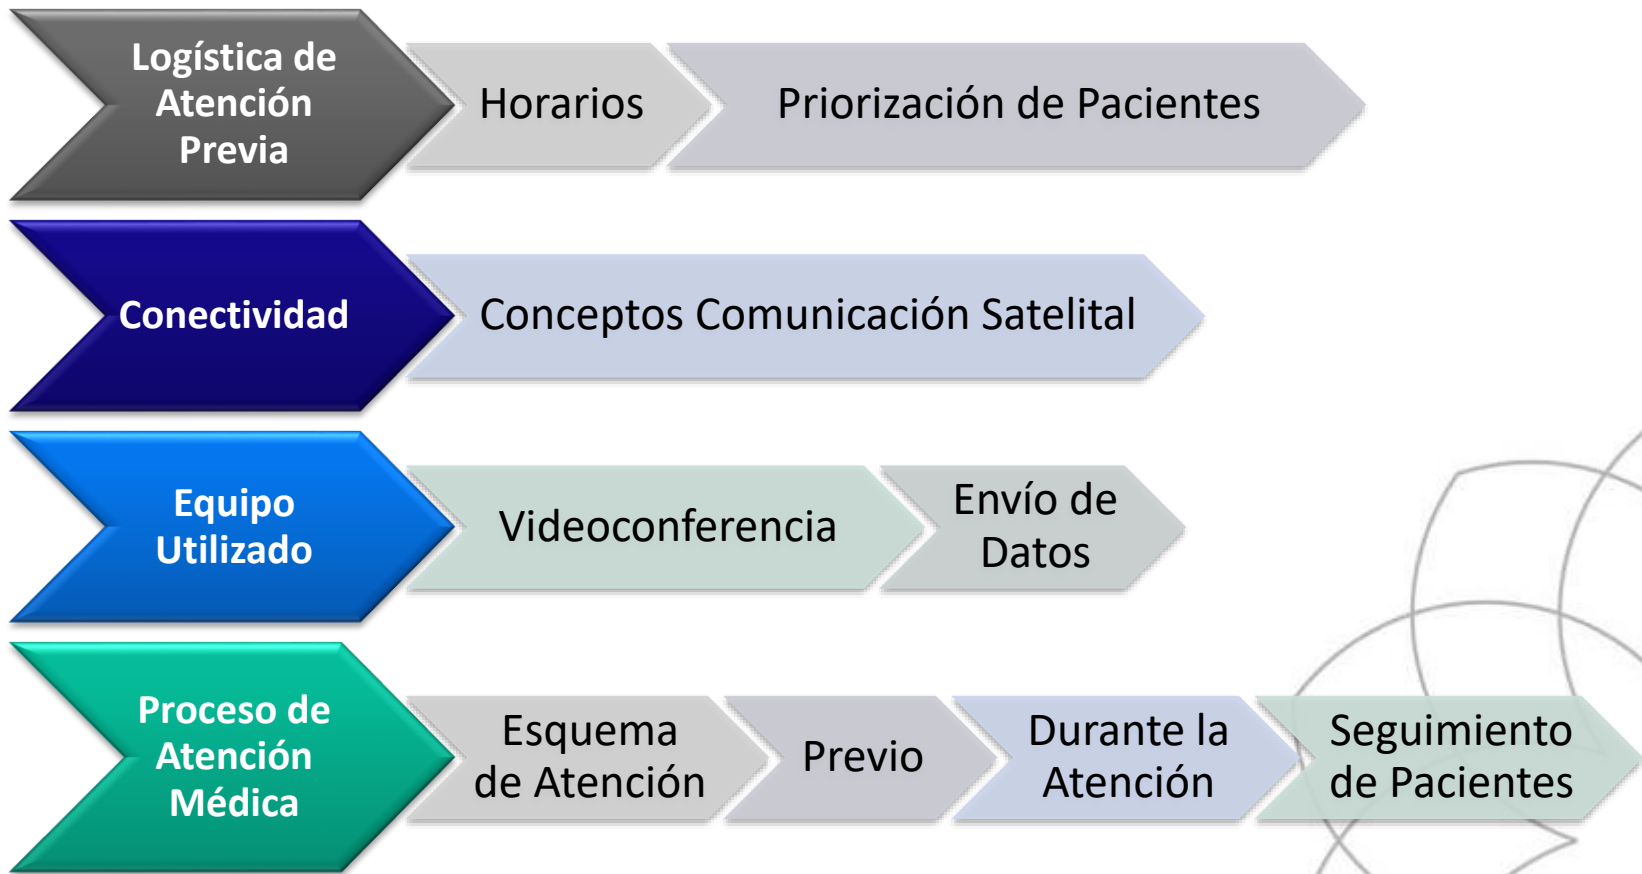 Logística de
Atención
Previa
Horarios
Priorización de Pacientes
Conectividad
Conceptos Comunicación Satelital
Equipo
Utilizado
Videoconferencia
Envío de
Datos
Proceso de
Atención
Médica
Esquema
de Atención
Previo
Durante la
Atención
Seguimiento
de Pacientes